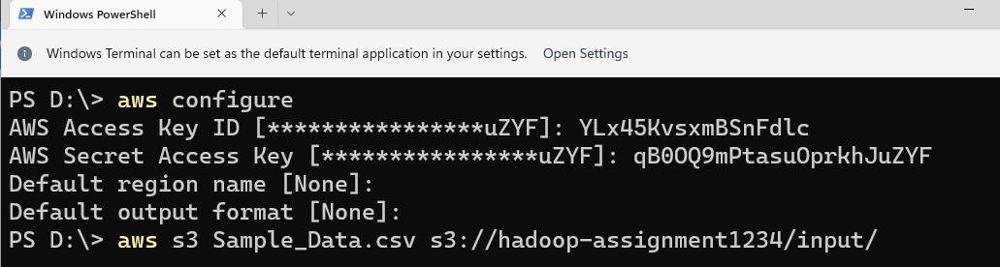 Windows PowerShell
Windows Terminal can be set as the default terminal application in your settings. Open Settings
PS D:\> aws configure
AWS Access Key ID [****************uZYF]: YLx45KvsxmBSnFdlc
AWS Secret Access Key [****************uZYF]: qB0OQ9mPtasuOprkhJuZYF
Default region name [None]:
Default output format [None]:
PS D:\> aws s3 Sample_Data.csv s3://hadoop-assignment1234/input/